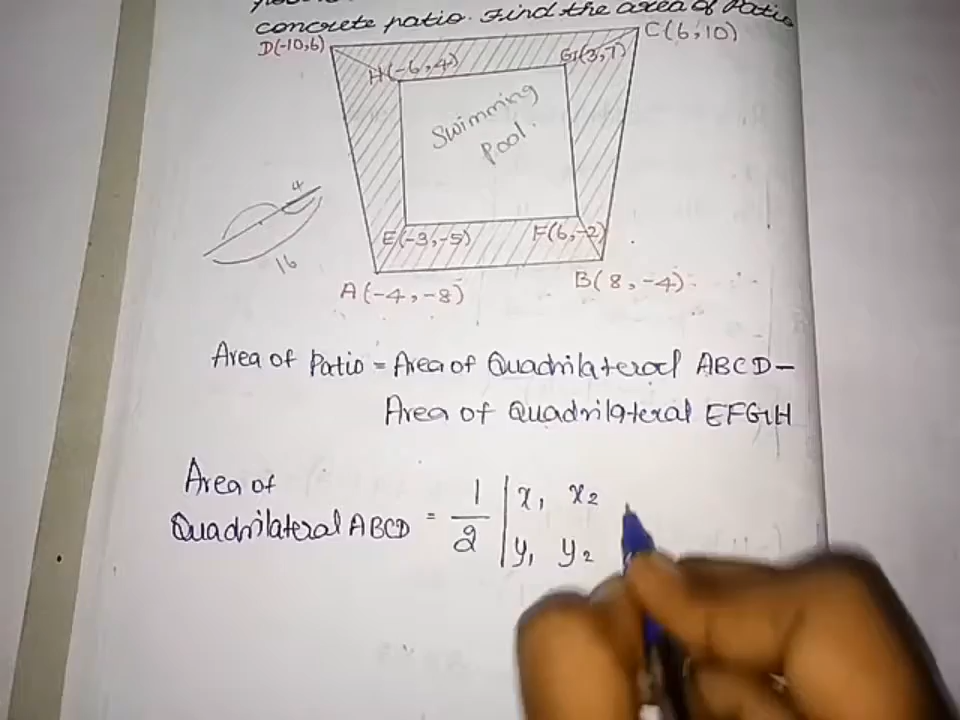 concrete patio. Find the area of Patio
D(-10,6)
C(6,10)
H(-6,4)
G(3,7)
Swimming
Pool.
4
16
E(-3,-5)
F(6,-2)
A(-4,-8)
B(8,-4)
Area of Patio = Area of Quadrilateral ABCD-
Area of Quadrilateral EFGH
Area of
Quadrilateral ABCD = 1/2 | x₁ x₂
y₁ y₂